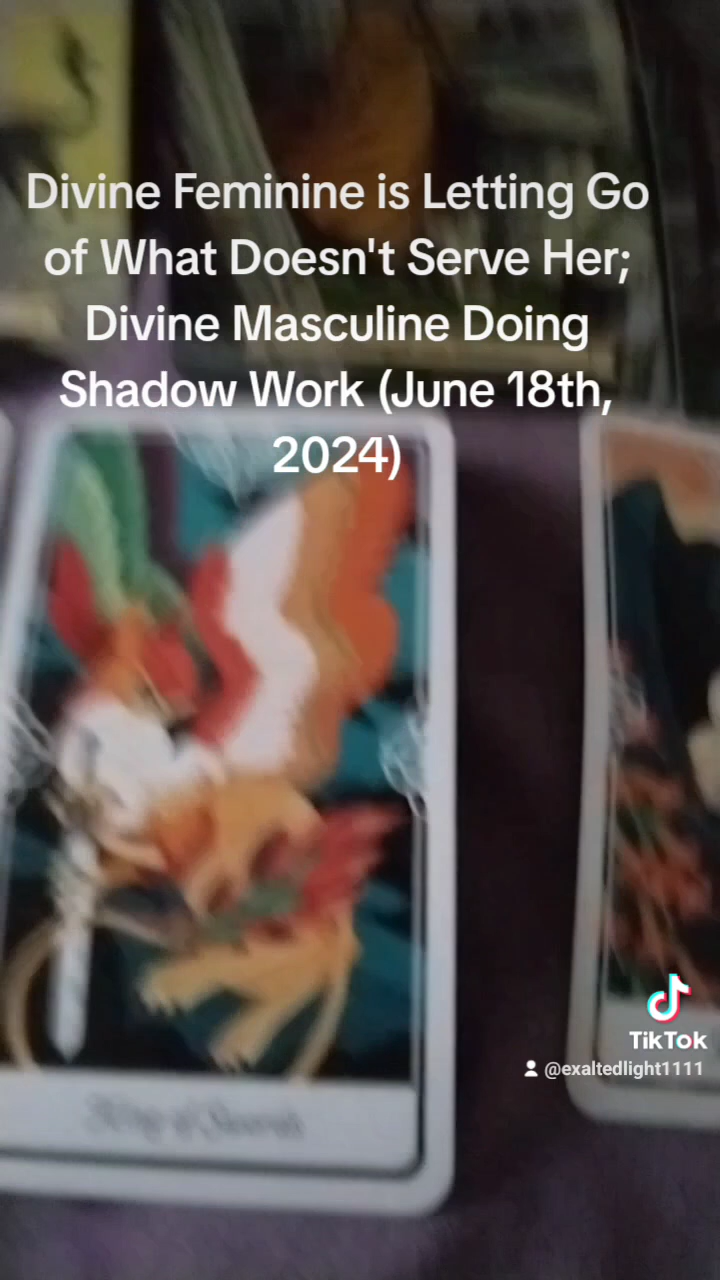 Divine Feminine is Letting Go
of What Doesn't Serve Her;
Divine Masculine Doing
Shadow Work (June 18th,
2024)
TikTok
@exaltedlight1111
King of Swords